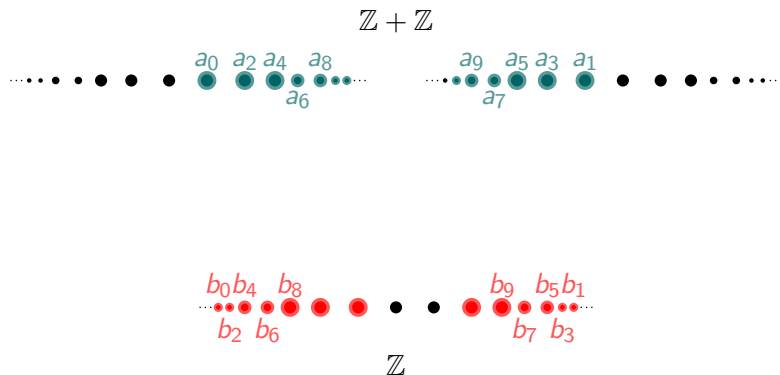 ℤ + ℤ
a₀ a₂ a₄ a₈ a₉ a₅ a₃ a₁
a₆ a₇
b₀ b₄ b₈ b₉ b₅ b₁
b₂ b₆ b₇ b₃
ℤ